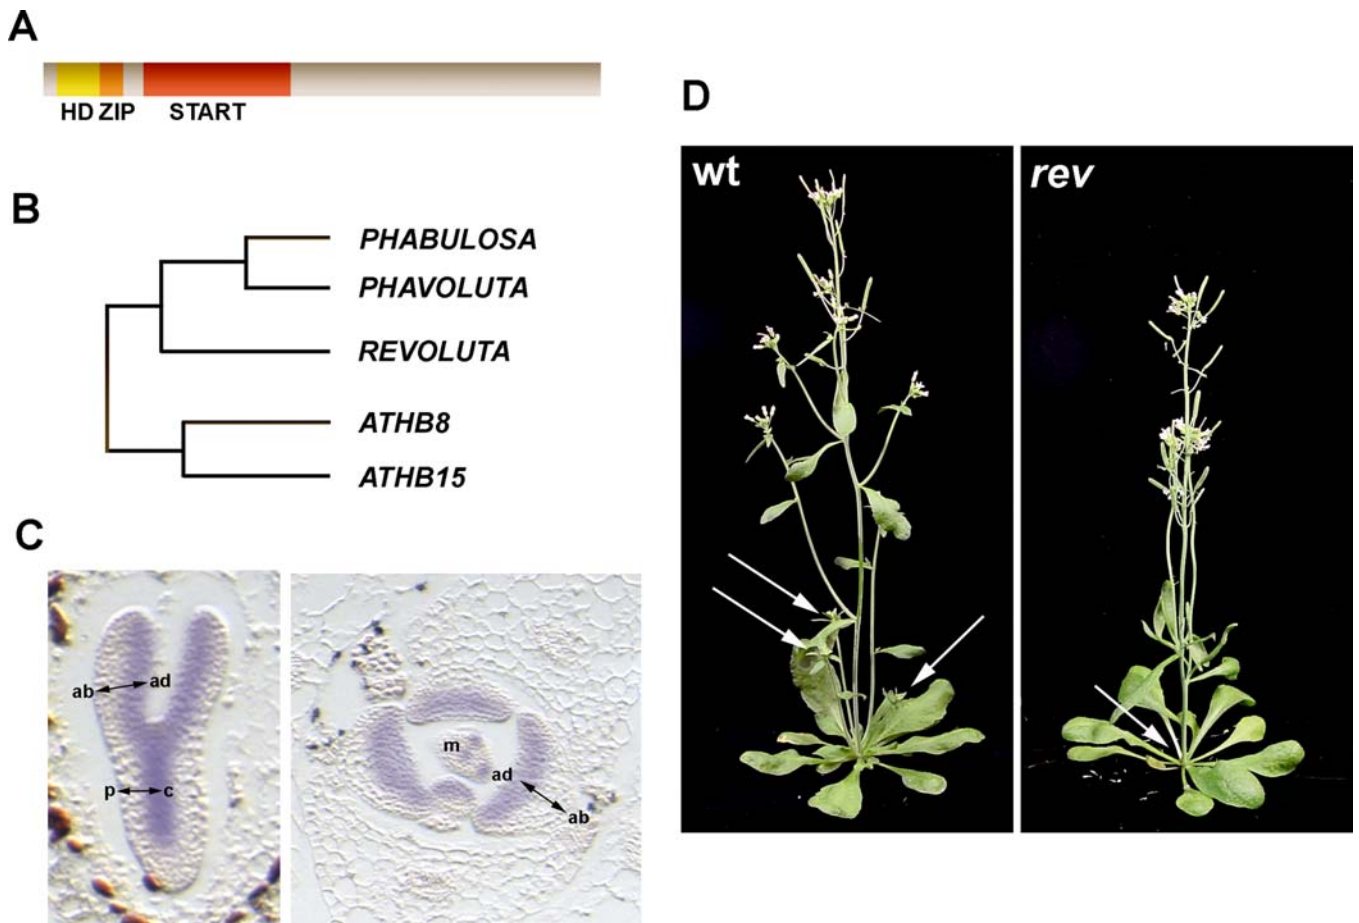 A
HD ZIP START
B
PHABULOSA
PHAVOLUTA
REVOLUTA
ATHB8
ATHB15
C
ab ad
p c
m
ad
ab
D
wt
rev